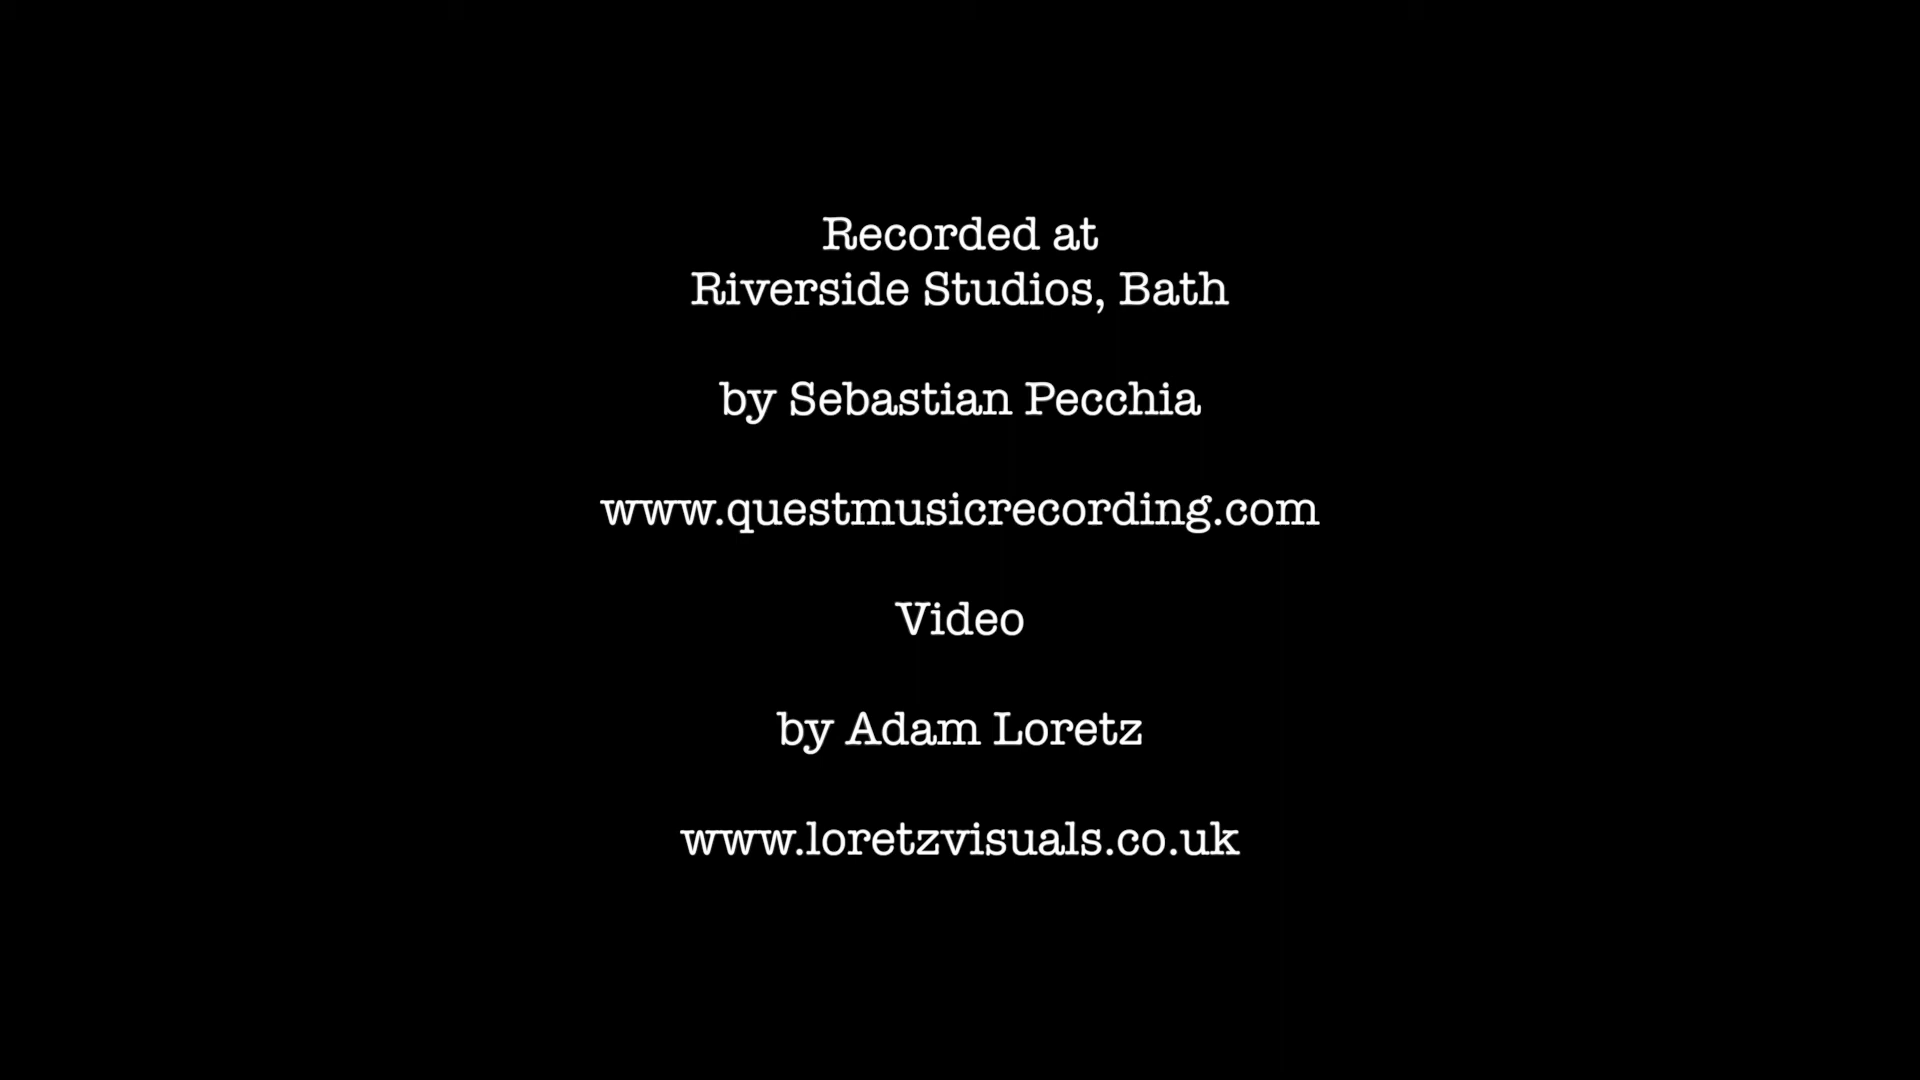 Recorded at
Riverside Studios, Bath
by Sebastian Pecchia
www.questmusicrecording.com
Video
by Adam Loretz
www.loretzvisuals.co.uk